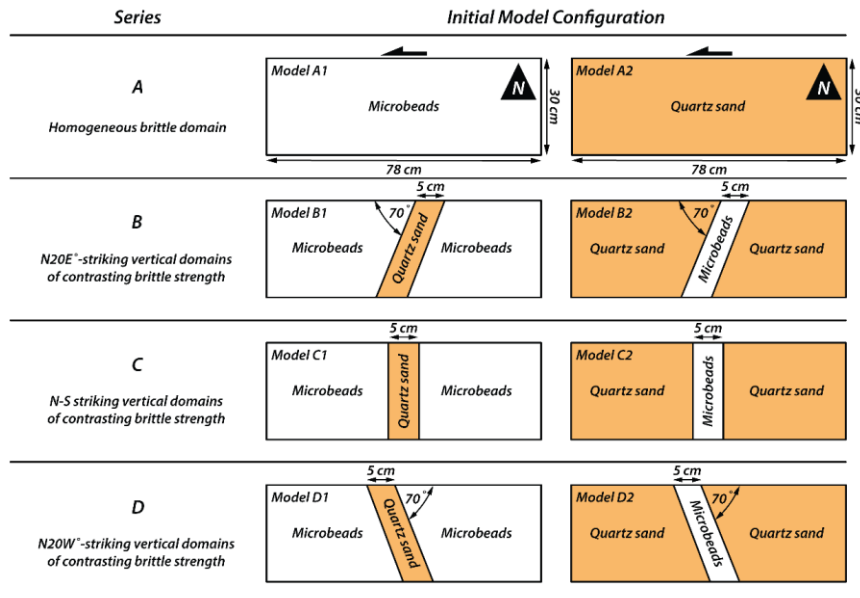 Series
Initial Model Configuration
A
Homogeneous brittle domain
Model A1
Microbeads
N
30 cm
78 cm
Model A2
Quartz sand
N
30 cm
78 cm
B
N20E°-striking vertical domains
of contrasting brittle strength
5 cm
Model B1
70°
Microbeads
Quartz sand
Microbeads
5 cm
Model B2
70°
Quartz sand
Microbeads
Quartz sand
C
N-S striking vertical domains
of contrasting brittle strength
5 cm
Model C1
Microbeads
Quartz sand
Microbeads
5 cm
Model C2
Quartz sand
Microbeads
Quartz sand
D
N20W°-striking vertical domains
of contrasting brittle strength
5 cm
Model D1
70°
Microbeads
Quartz sand
Microbeads
5 cm
Model D2
70°
Quartz sand
Microbeads
Quartz sand